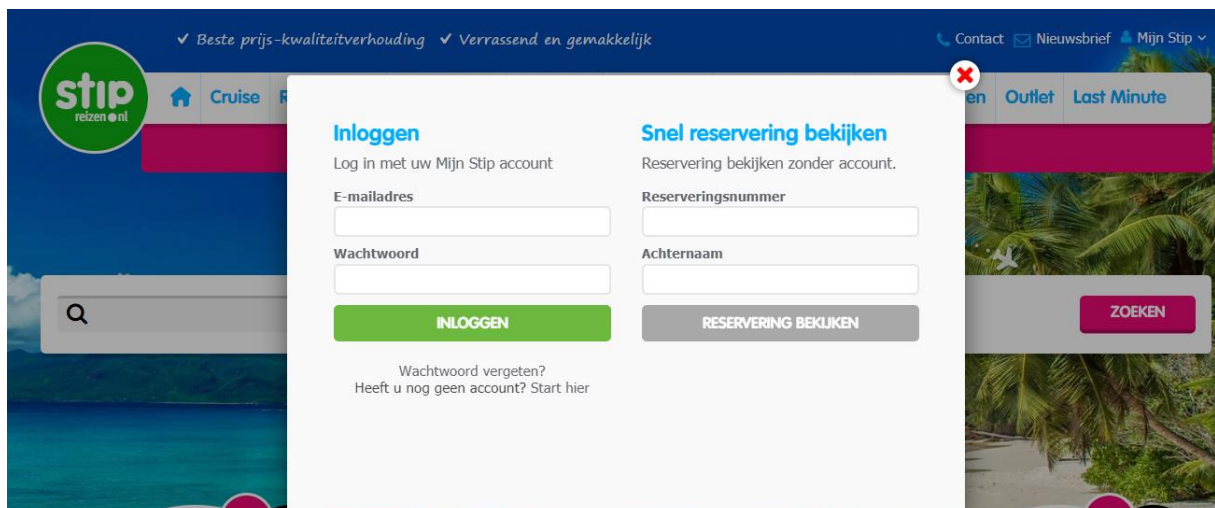 Beste prijs-kwaliteitverhouding Verrassend en gemakkelijk
Contact Nieuwsbrief Mijn Stip
stip
reizen nl
Cruise
en Outlet Last Minute
Inloggen
Log in met uw Mijn Stip account
E-mailadres
Wachtwoord
INLOGGEN
Wachtwoord vergeten?
Heeft u nog geen account? Start hier
Snel reservering bekijken
Reservering bekijken zonder account.
Reserveringsnummer
Achternaam
RESERVERING BEKIJKEN
ZOEKEN